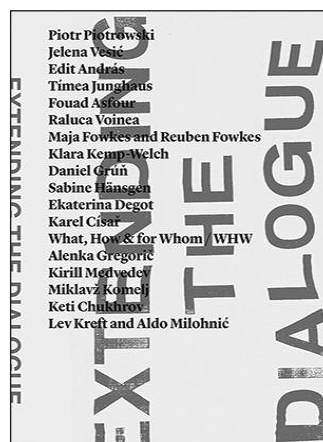 Piotr Piotrowski
Jelena Vesić
Edit András
Tímea Junghaus
Fouad Asfour
Raluca Voinea
Maja Fowkes and Reuben Fowkes
Klara Kemp-Welch
Daniel Grúň
Sabine Hänsgen
Ekaterina Degot
Karel Císař
What, How & for Whom / WHW
Alenka Gregorič
Kirill Medvedev
Miklavž Komelj
Keti Chukhrov
Lev Kreft and Aldo Milohnić
EXTENDING
THE
DIALOGUE
EXTENDING THE DIALOGUE